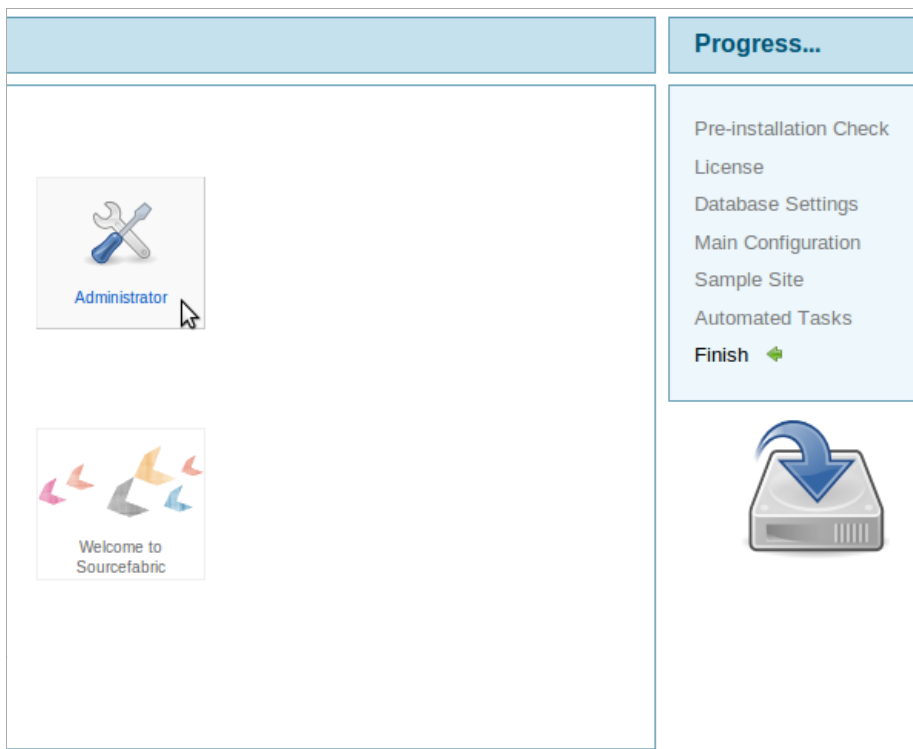 Progress...
Administrator
Welcome to
Sourcefabric
Pre-installation Check
License
Database Settings
Main Configuration
Sample Site
Automated Tasks
Finish